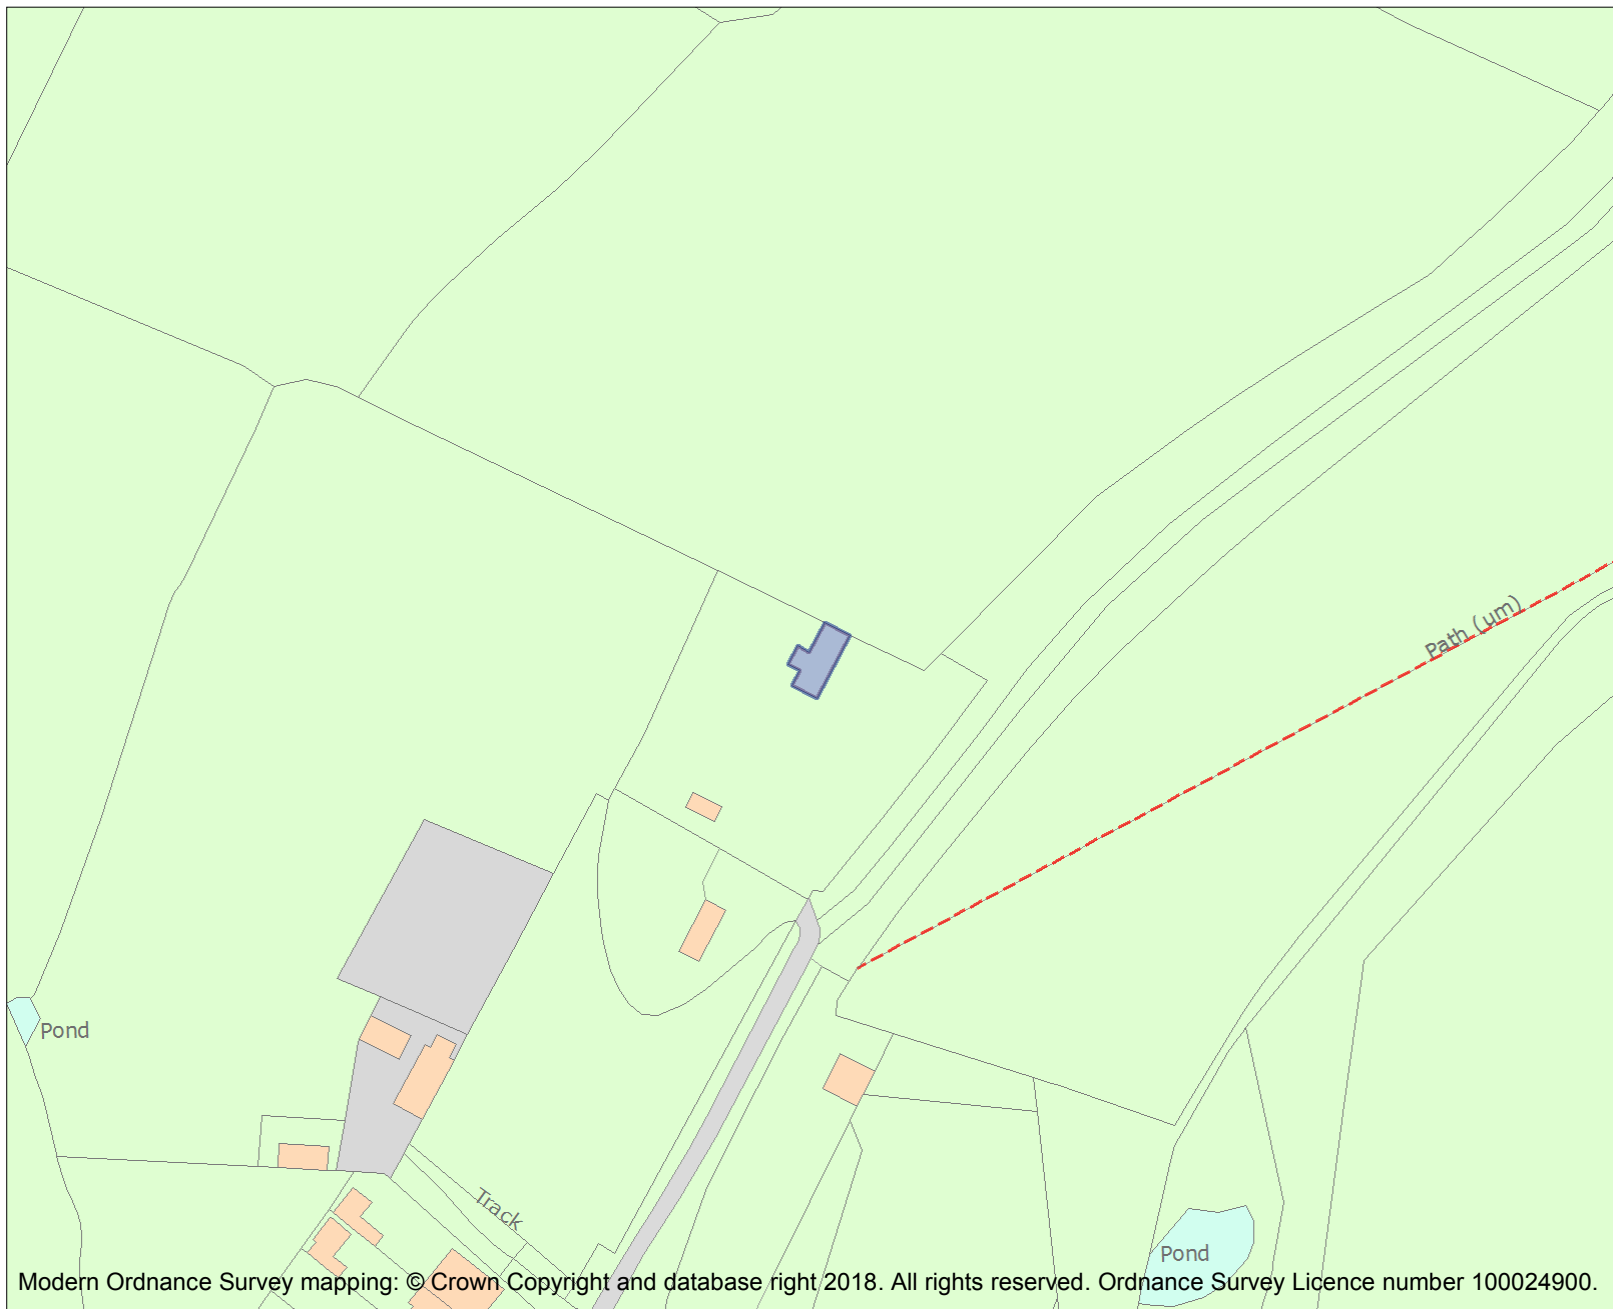 Path (um)
Pond
Track
Pond
Modern Ordnance Survey mapping: © Crown Copyright and database right 2018. All rights reserved. Ordnance Survey Licence number 100024900.